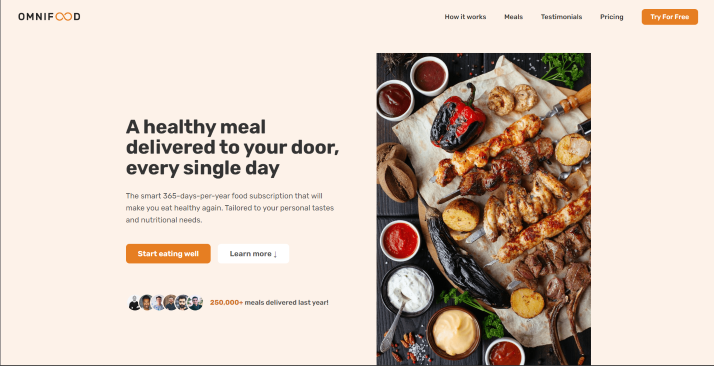 OMNIFOOD
How it works Meals Testimonials Pricing Try For Free
A healthy meal
delivered to your door,
every single day
The smart 365-days-per-year food subscription that will
make you eat healthy again. Tailored to your personal tastes
and nutritional needs.
Start eating well Learn more ↓
250,000+ meals delivered last year!